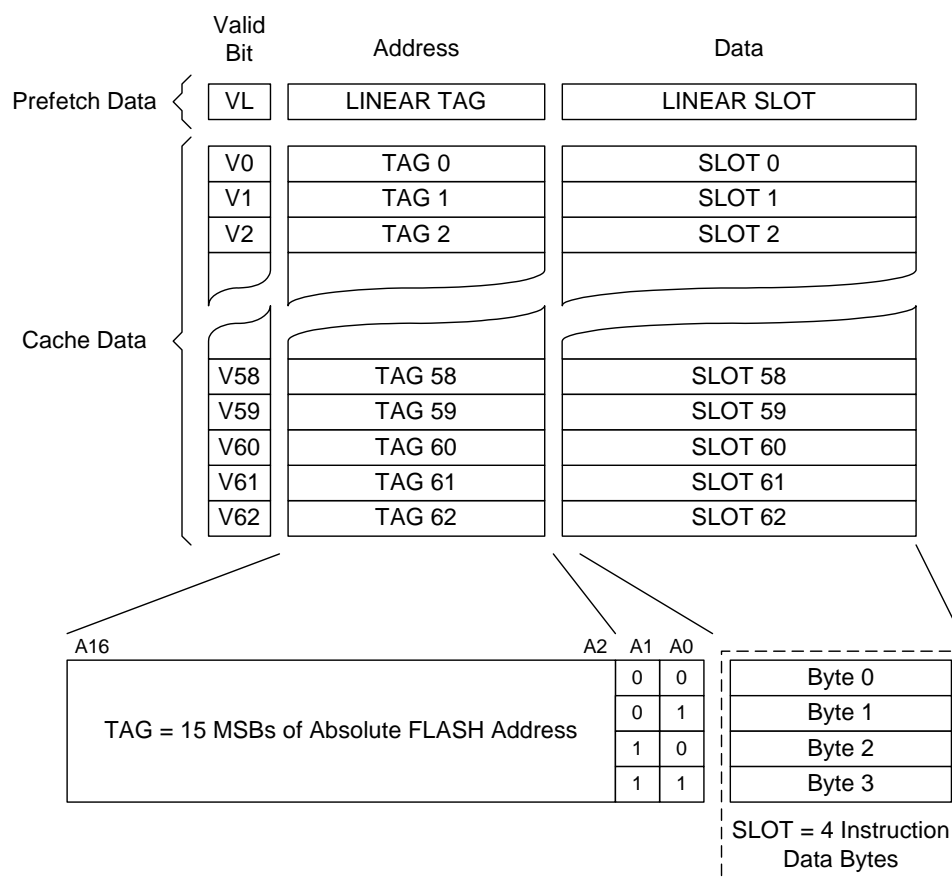 Valid
Bit
Address
Data
Prefetch Data
VL
LINEAR TAG
LINEAR SLOT
V0
TAG 0
SLOT 0
V1
TAG 1
SLOT 1
V2
TAG 2
SLOT 2
Cache Data
V58
TAG 58
SLOT 58
V59
TAG 59
SLOT 59
V60
TAG 60
SLOT 60
V61
TAG 61
SLOT 61
V62
TAG 62
SLOT 62
A16
A2
A1
A0
TAG = 15 MSBs of Absolute FLASH Address
0
0
Byte 0
0
1
Byte 1
1
0
Byte 2
1
1
Byte 3
SLOT = 4 Instruction
Data Bytes